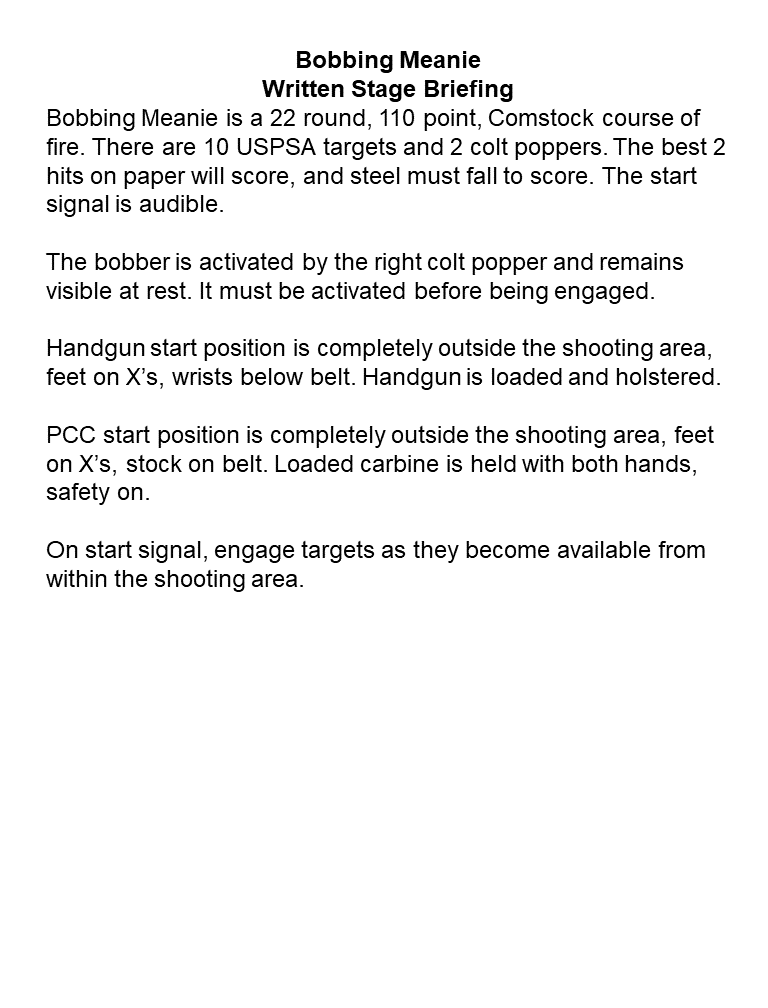 Bobbing Meanie
Written Stage Briefing
Bobbing Meanie is a 22 round, 110 point, Comstock course of
fire. There are 10 USPSA targets and 2 colt poppers. The best 2
hits on paper will score, and steel must fall to score. The start
signal is audible.
The bobber is activated by the right colt popper and remains
visible at rest. It must be activated before being engaged.
Handgun start position is completely outside the shooting area,
feet on X’s, wrists below belt. Handgun is loaded and holstered.
PCC start position is completely outside the shooting area, feet
on X’s, stock on belt. Loaded carbine is held with both hands,
safety on.
On start signal, engage targets as they become available from
within the shooting area.